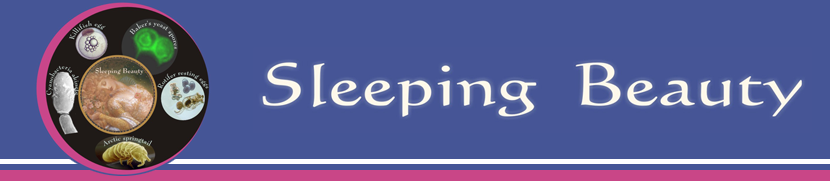 Killifish egg
Baker's yeast spores
Sleeping Beauty
Rotifer resting eggs
Arctic springtail
Sleeping Beauty